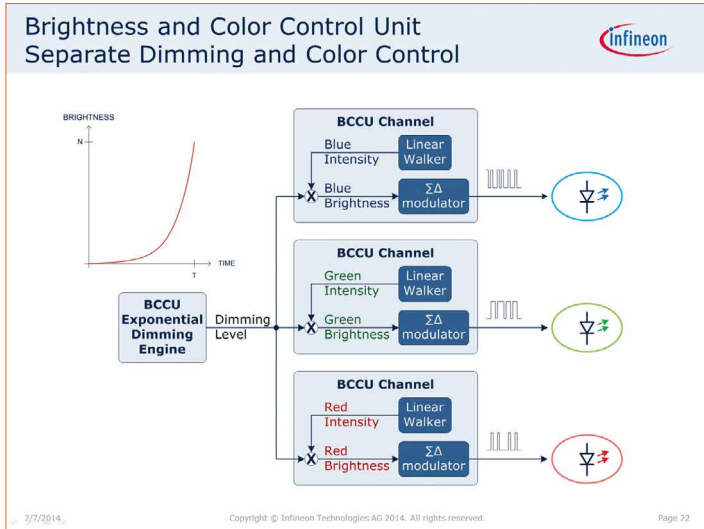 Brightness and Color Control Unit
Separate Dimming and Color Control
infineon
BRIGHTNESS
N
TIME
T
BCCU
Exponential
Dimming
Engine
Dimming
Level
BCCU Channel
Blue
Intensity
Linear
Walker
X
Blue
Brightness
ΣΔ
modulator
BCCU Channel
Green
Intensity
Linear
Walker
X
Green
Brightness
ΣΔ
modulator
BCCU Channel
Red
Intensity
Linear
Walker
X
Red
Brightness
ΣΔ
modulator
2/7/2014
Copyright © Infineon Technologies AG 2014. All rights reserved.
Page 22